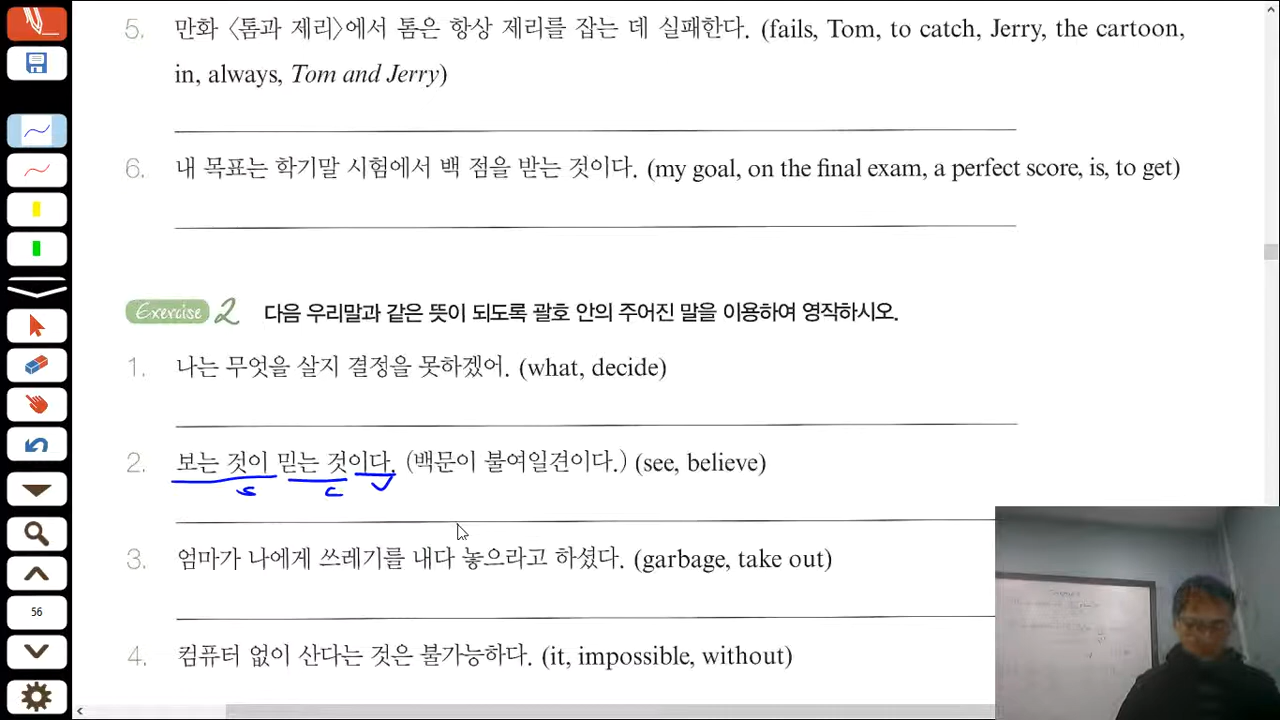 5. 만화 〈톰과 제리〉에서 톰은 항상 제리를 잡는 데 실패한다. (fails, Tom, to catch, Jerry, the cartoon,
in, always, Tom and Jerry)
6. 내 목표는 학기말 시험에서 백 점을 받는 것이다. (my goal, on the final exam, a perfect score, is, to get)
Exercise 2 다음 우리말과 같은 뜻이 되도록 괄호 안의 주어진 말을 이용하여 영작하시오.
1. 나는 무엇을 살지 결정을 못하겠어. (what, decide)
2. 보는 것이 믿는 것이다. (백문이 불여일견이다.) (see, believe)
S C V
3. 엄마가 나에게 쓰레기를 내다 놓으라고 하셨다. (garbage, take out)
4. 컴퓨터 없이 산다는 것은 불가능하다. (it, impossible, without)
56